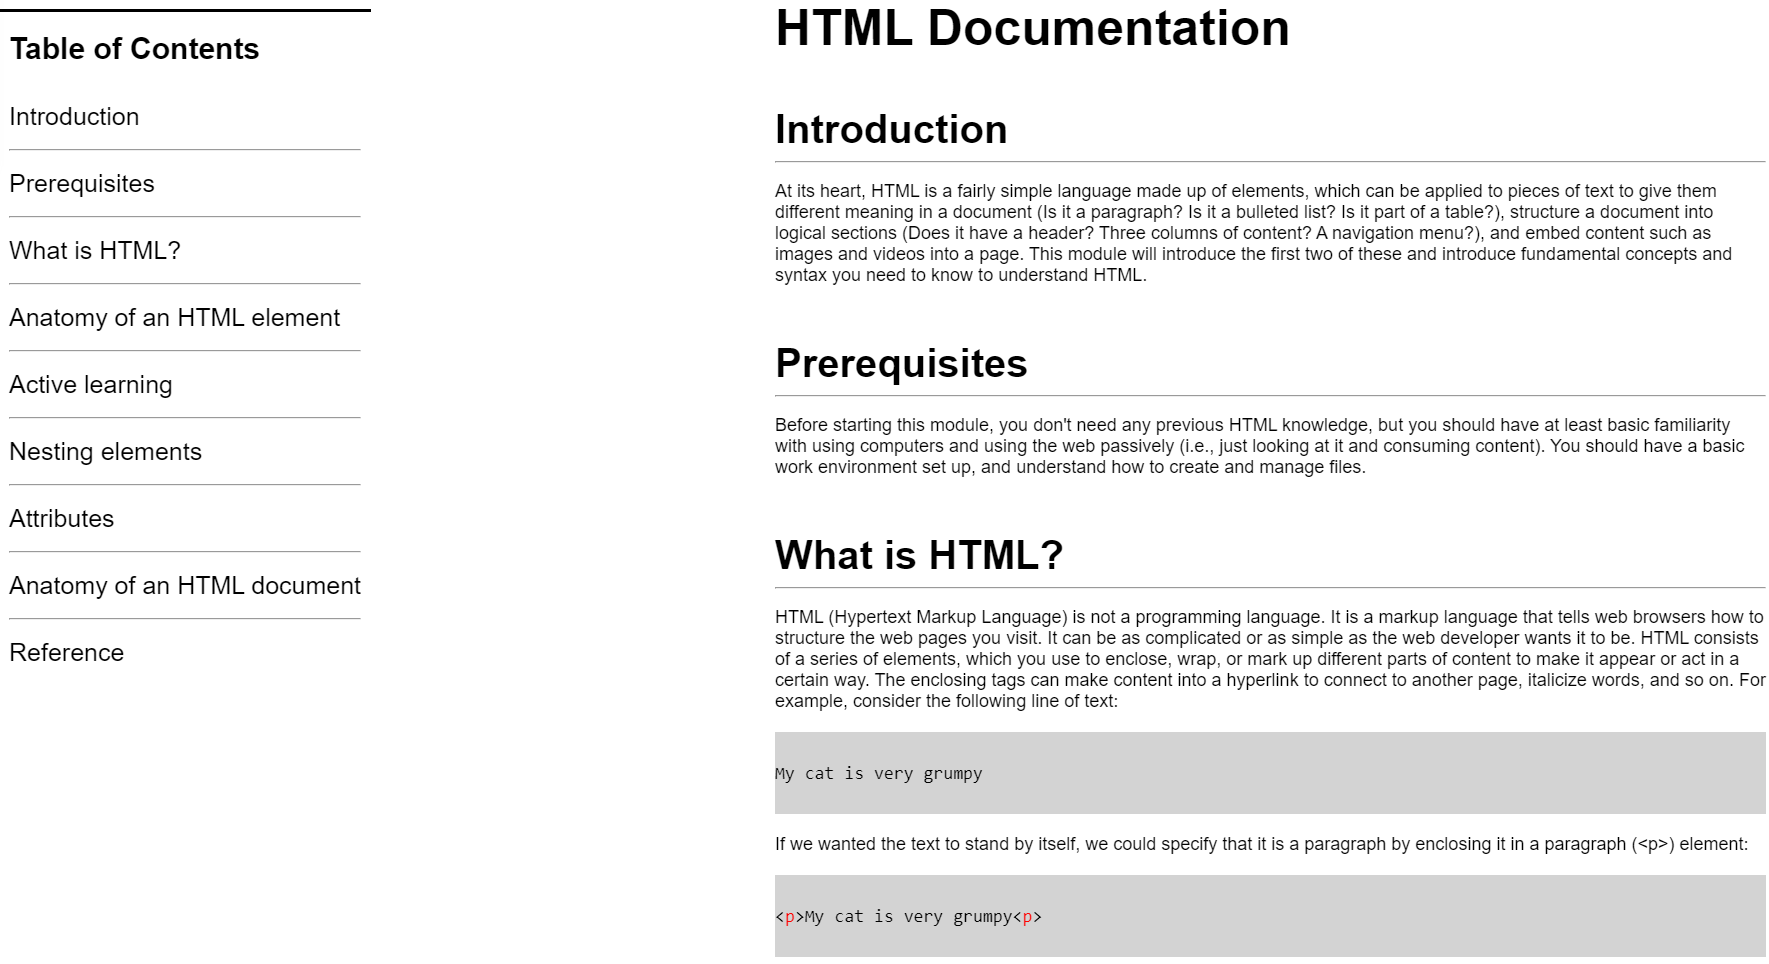 Table of Contents
Introduction
Prerequisites
What is HTML?
Anatomy of an HTML element
Active learning
Nesting elements
Attributes
Anatomy of an HTML document
Reference
HTML Documentation
Introduction
At its heart, HTML is a fairly simple language made up of elements, which can be applied to pieces of text to give them
different meaning in a document (Is it a paragraph? Is it a bulleted list? Is it part of a table?), structure a document into
logical sections (Does it have a header? Three columns of content? A navigation menu?), and embed content such as
images and videos into a page. This module will introduce the first two of these and introduce fundamental concepts and
syntax you need to know to understand HTML.
Prerequisites
Before starting this module, you don't need any previous HTML knowledge, but you should have at least basic familiarity
with using computers and using the web passively (i.e., just looking at it and consuming content). You should have a basic
work environment set up, and understand how to create and manage files.
What is HTML?
HTML (Hypertext Markup Language) is not a programming language. It is a markup language that tells web browsers how to
structure the web pages you visit. It can be as complicated or as simple as the web developer wants it to be. HTML consists
of a series of elements, which you use to enclose, wrap, or mark up different parts of content to make it appear or act in a
certain way. The enclosing tags can make content into a hyperlink to connect to another page, italicize words, and so on. For
example, consider the following line of text:
My cat is very grumpy
If we wanted the text to stand by itself, we could specify that it is a paragraph by enclosing it in a paragraph (<p>) element:
<p>My cat is very grumpy<p>